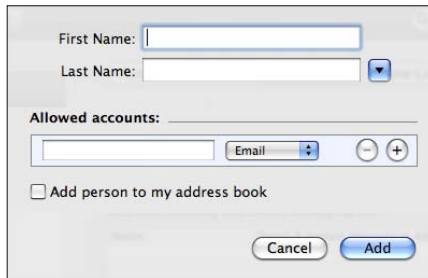 First Name:
Last Name:
Allowed accounts:
Email
Add person to my address book
Cancel Add